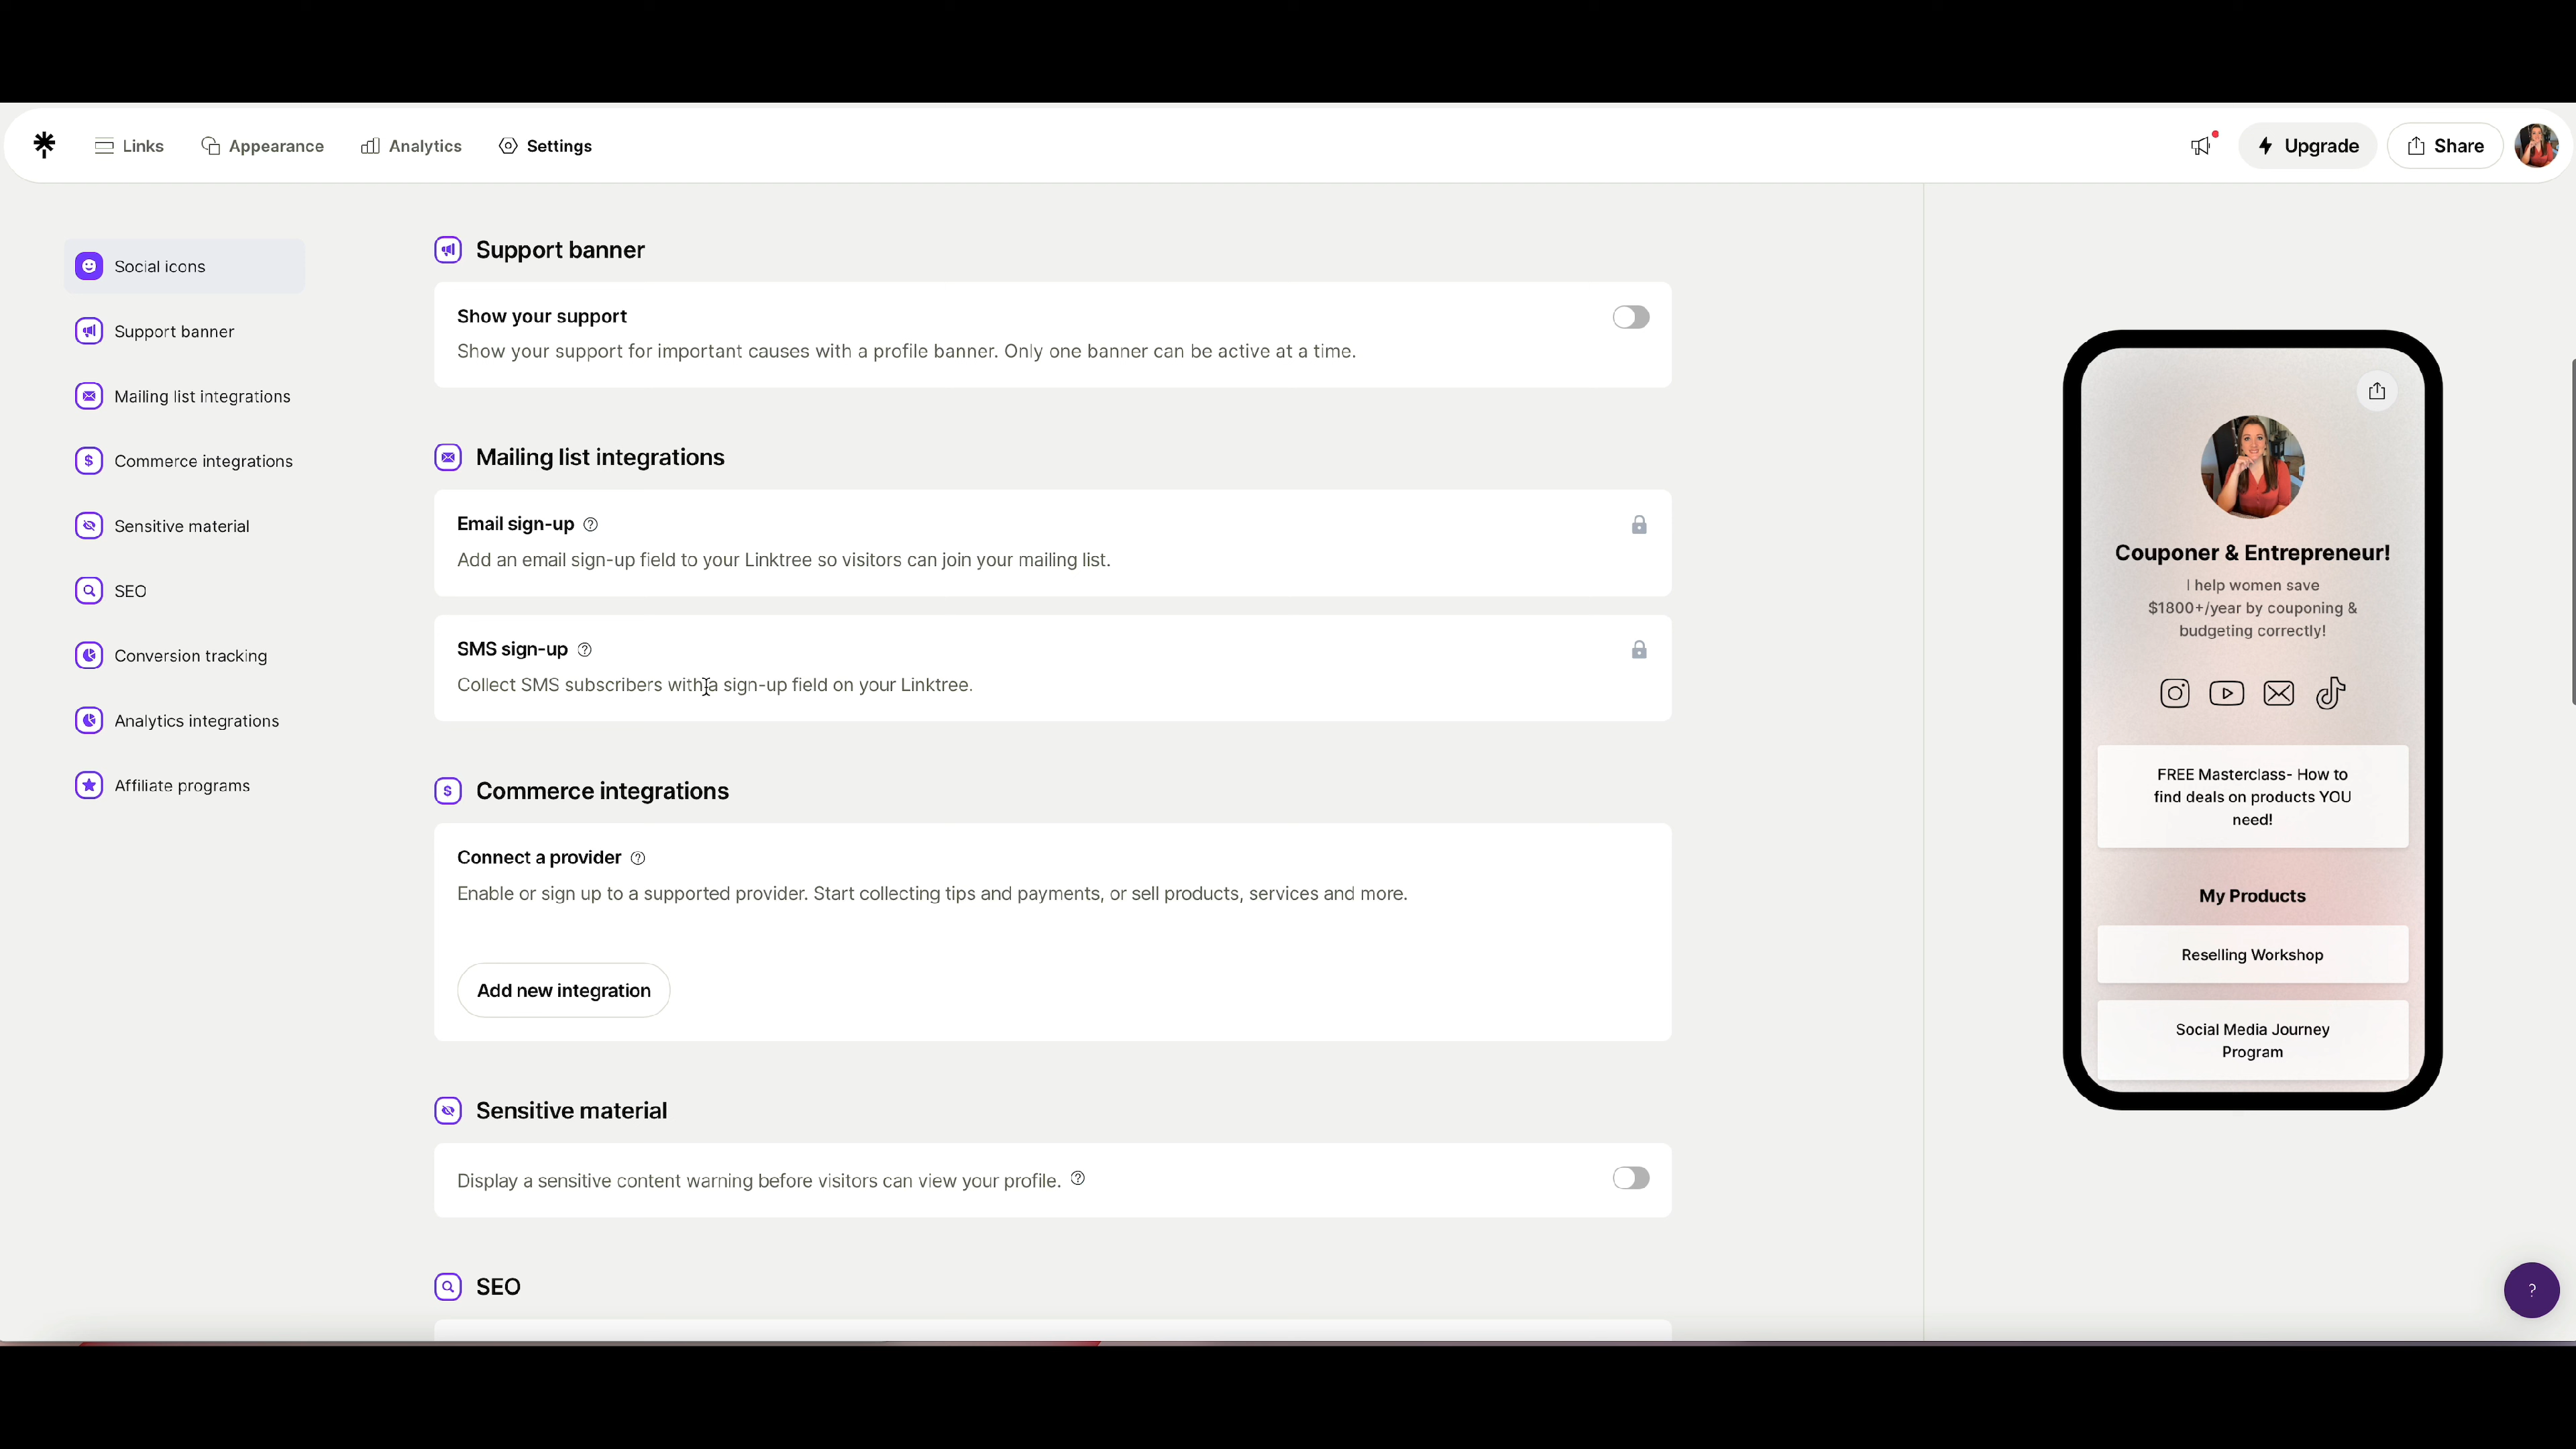 Links
Appearance
Analytics
Settings
Upgrade
Share
Social icons
Support banner
Mailing list integrations
Commerce integrations
Sensitive material
SEO
Conversion tracking
Analytics integrations
Affiliate programs
Support banner
Show your support
Show your support for important causes with a profile banner. Only one banner can be active at a time.
Mailing list integrations
Email sign-up
Add an email sign-up field to your Linktree so visitors can join your mailing list.
SMS sign-up
Collect SMS subscribers with a sign-up field on your Linktree.
Commerce integrations
Connect a provider
Enable or sign up to a supported provider. Start collecting tips and payments, or sell products, services and more.
Add new integration
Sensitive material
Display a sensitive content warning before visitors can view your profile.
SEO
Couponer & Entrepreneur!
I help women save
$1800+/year by couponing &
budgeting correctly!
FREE Masterclass- How to
find deals on products YOU
need!
My Products
Reselling Workshop
Social Media Journey
Program
?